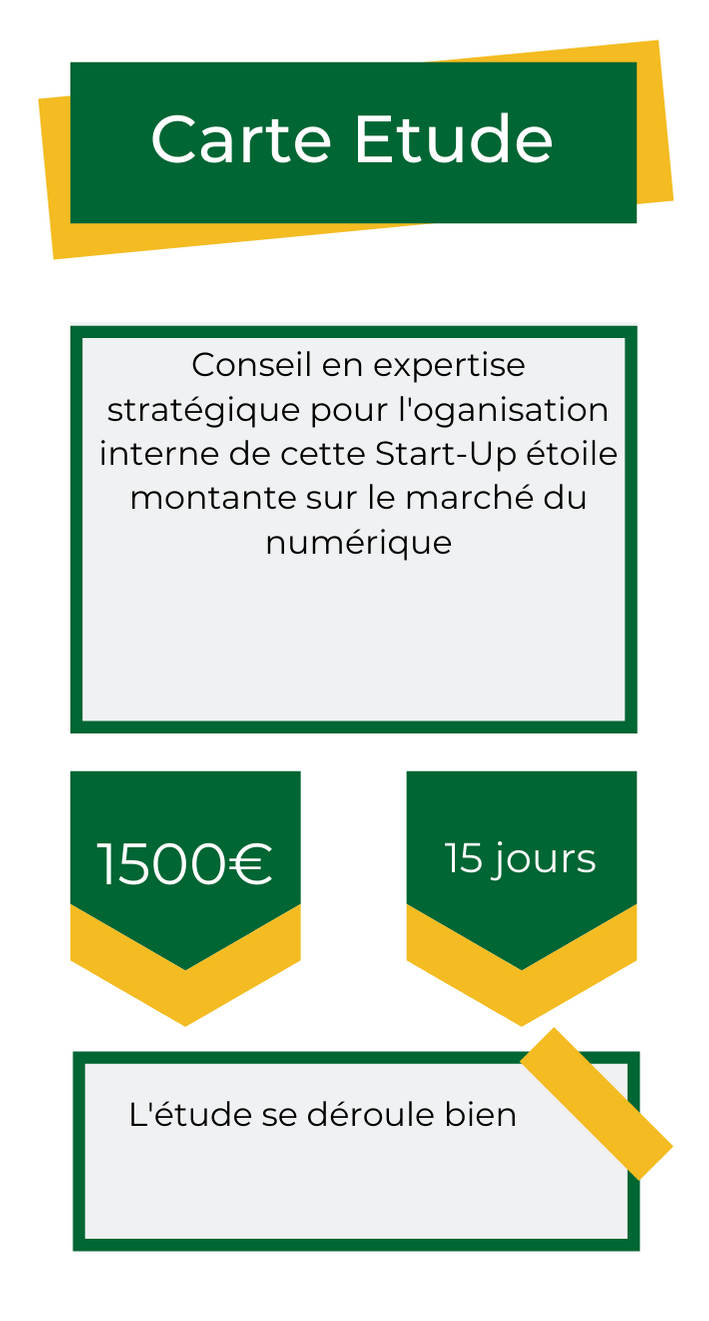 Carte Etude
Conseil en expertise
stratégique pour l'oganisation
interne de cette Start-Up étoile
montante sur le marché du
numérique
1500€
15 jours
L'étude se déroule bien